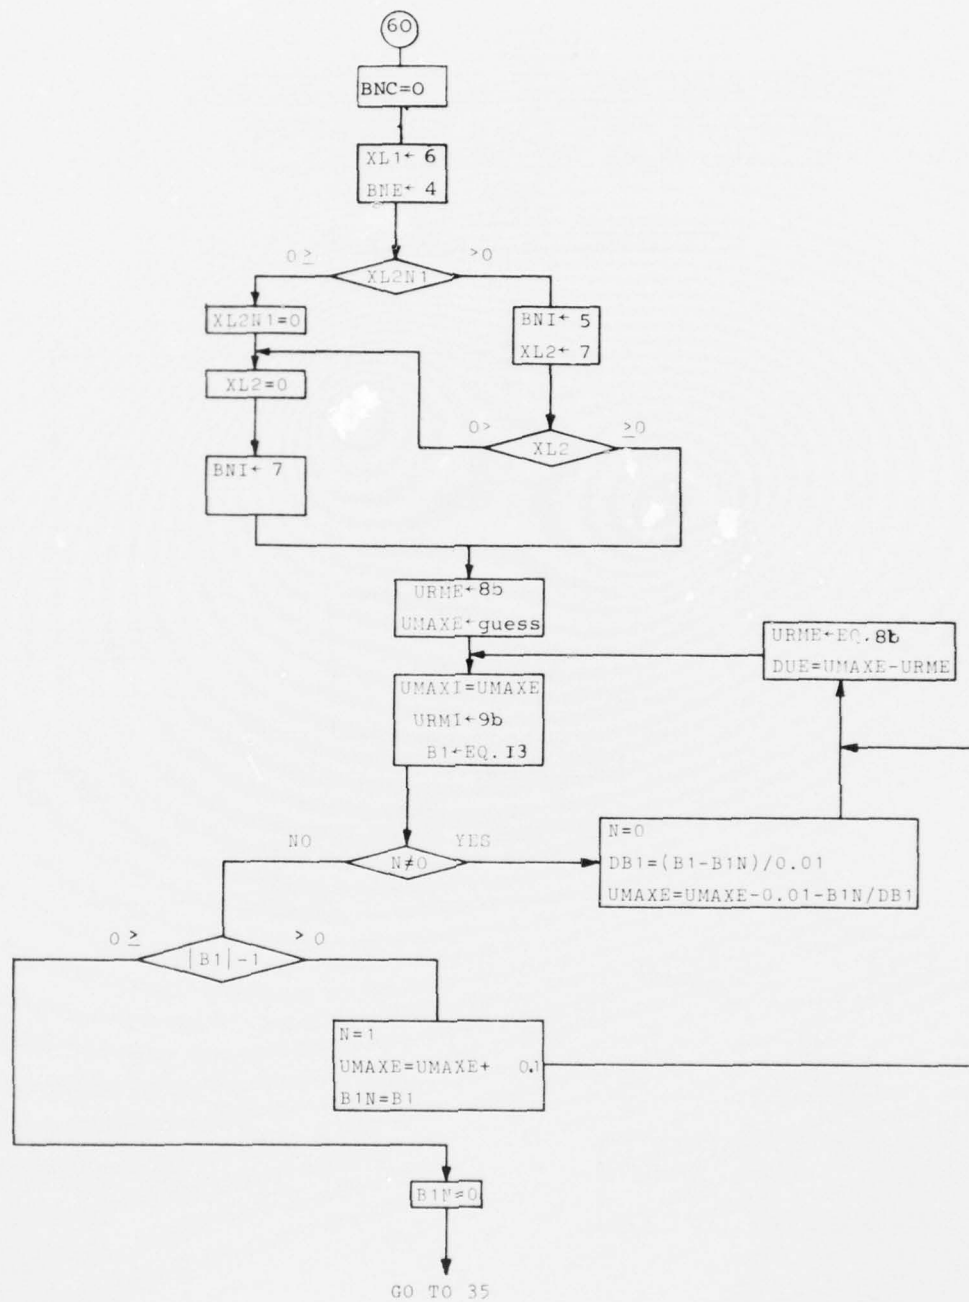 60
BNC=0
XL1← 6
BNE← 4
0≥
>0
XL2N1
XL2N1=0
BNI← 5
XL2← 7
XL2=0
0>
≥0
XL2
BNI← 7
URME←8b
UMAXE←guess
URME←EQ.8b
DUE=UMAXE-URME
UMAXI=UMAXE
URMI←9b
B1←EQ.13
NO
YES
N≠0
N=0
DB1=(B1-B1N)/0.01
UMAXE=UMAXE-0.01-B1N/DB1
0≥
>0
|B1|-1
N=1
UMAXE=UMAXE+ 0.1
B1N=B1
B1N=0
GO TO 35